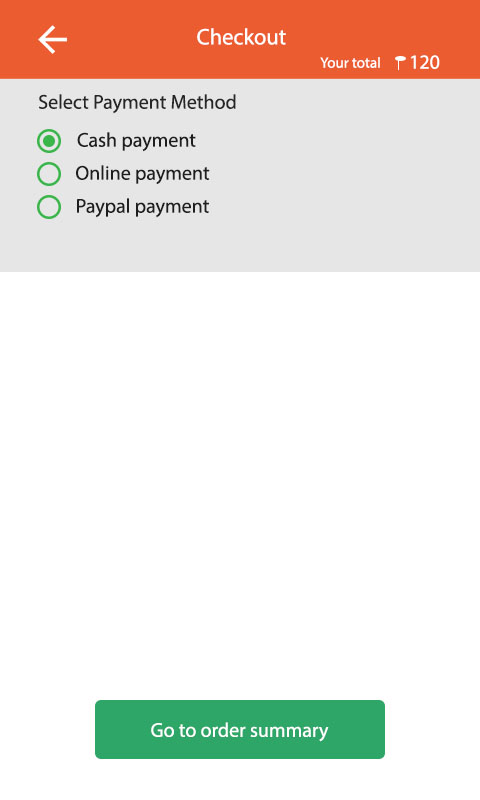 Checkout
Your total 120
Select Payment Method
Cash payment
Online payment
Paypal payment
Go to order summary